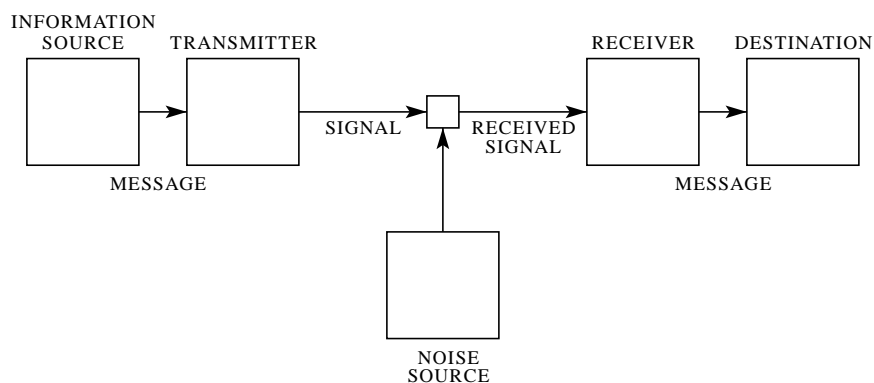 INFORMATION
SOURCE
TRANSMITTER
RECEIVER
DESTINATION
SIGNAL
RECEIVED
SIGNAL
MESSAGE
MESSAGE
NOISE
SOURCE